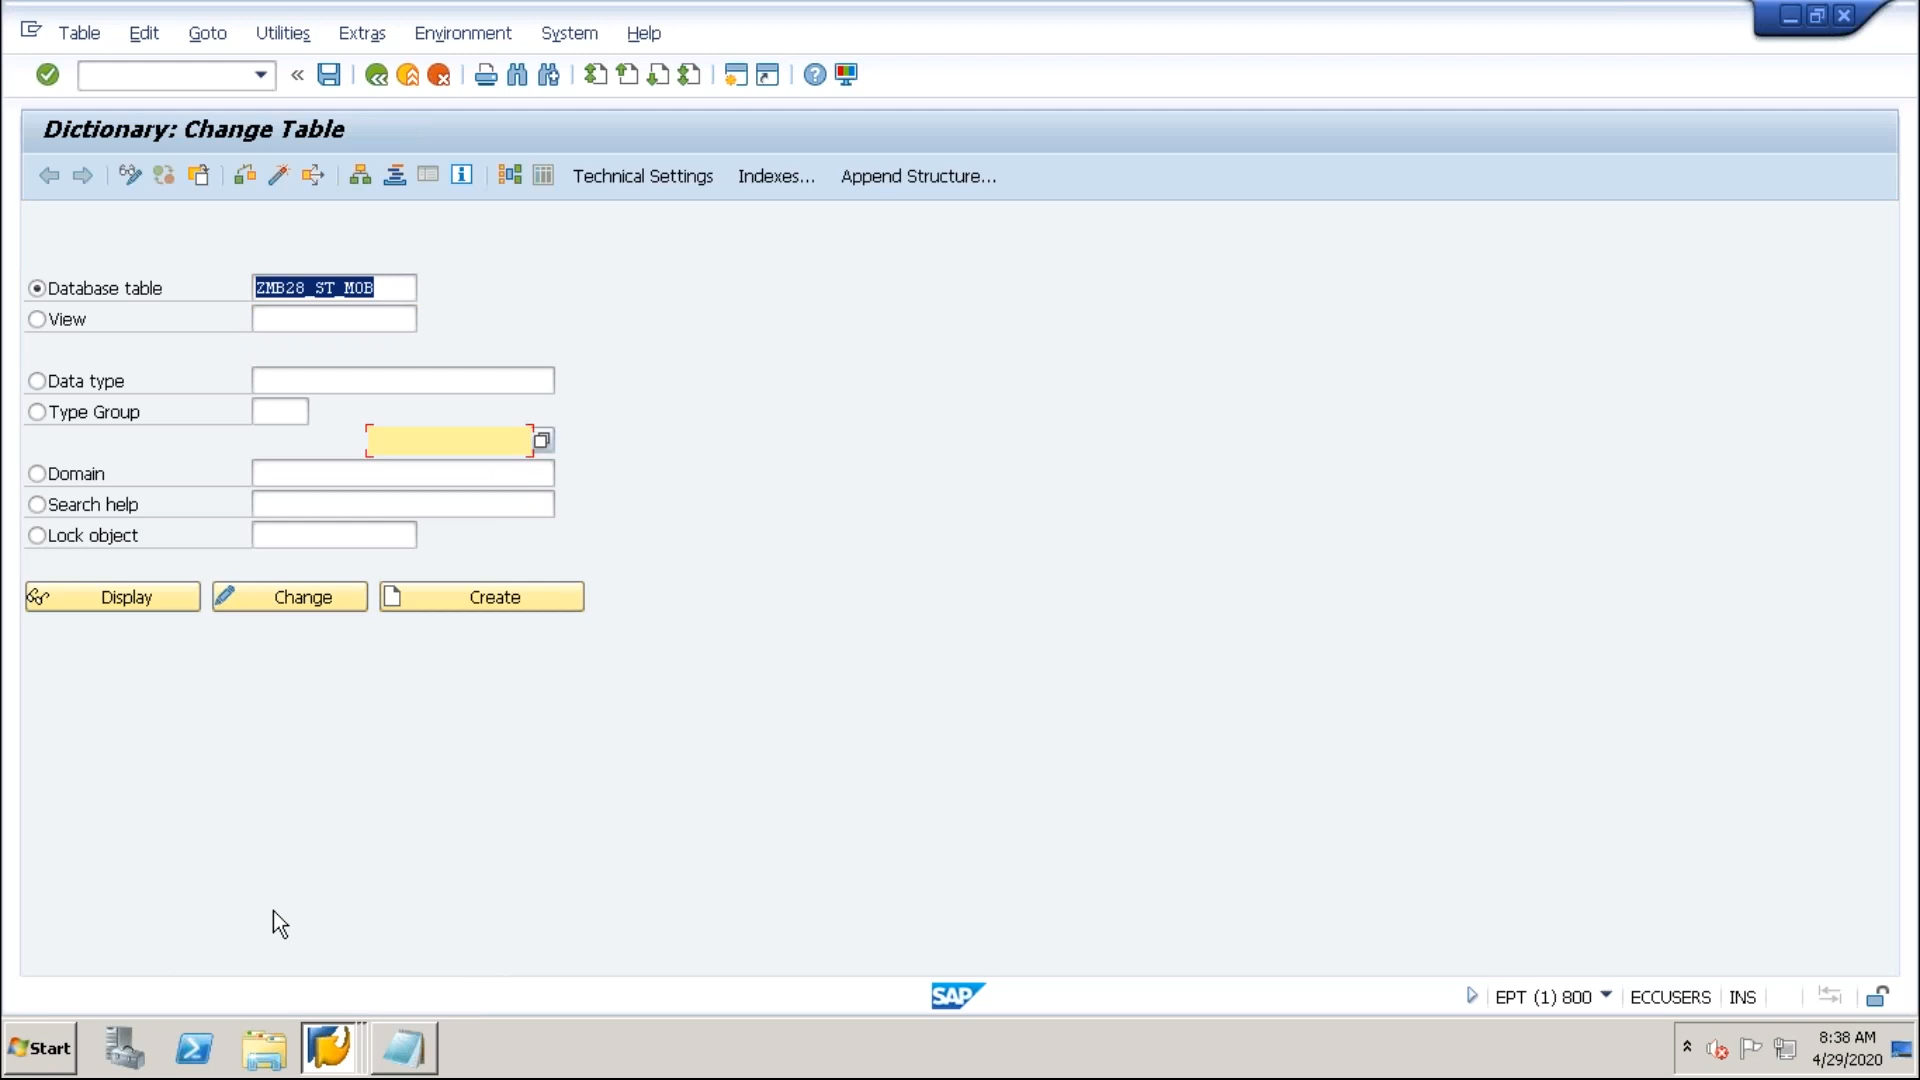 Table Edit Goto Utilities Extras Environment System Help
Dictionary: Change Table
Technical Settings Indexes... Append Structure...
Database table ZMB28_ST_MOB
View
Data type
Type Group
Domain
Search help
Lock object
Display Change Create
SAP EPT (1) 800 ECCUSERS INS
Start 8:38 AM
4/29/2020